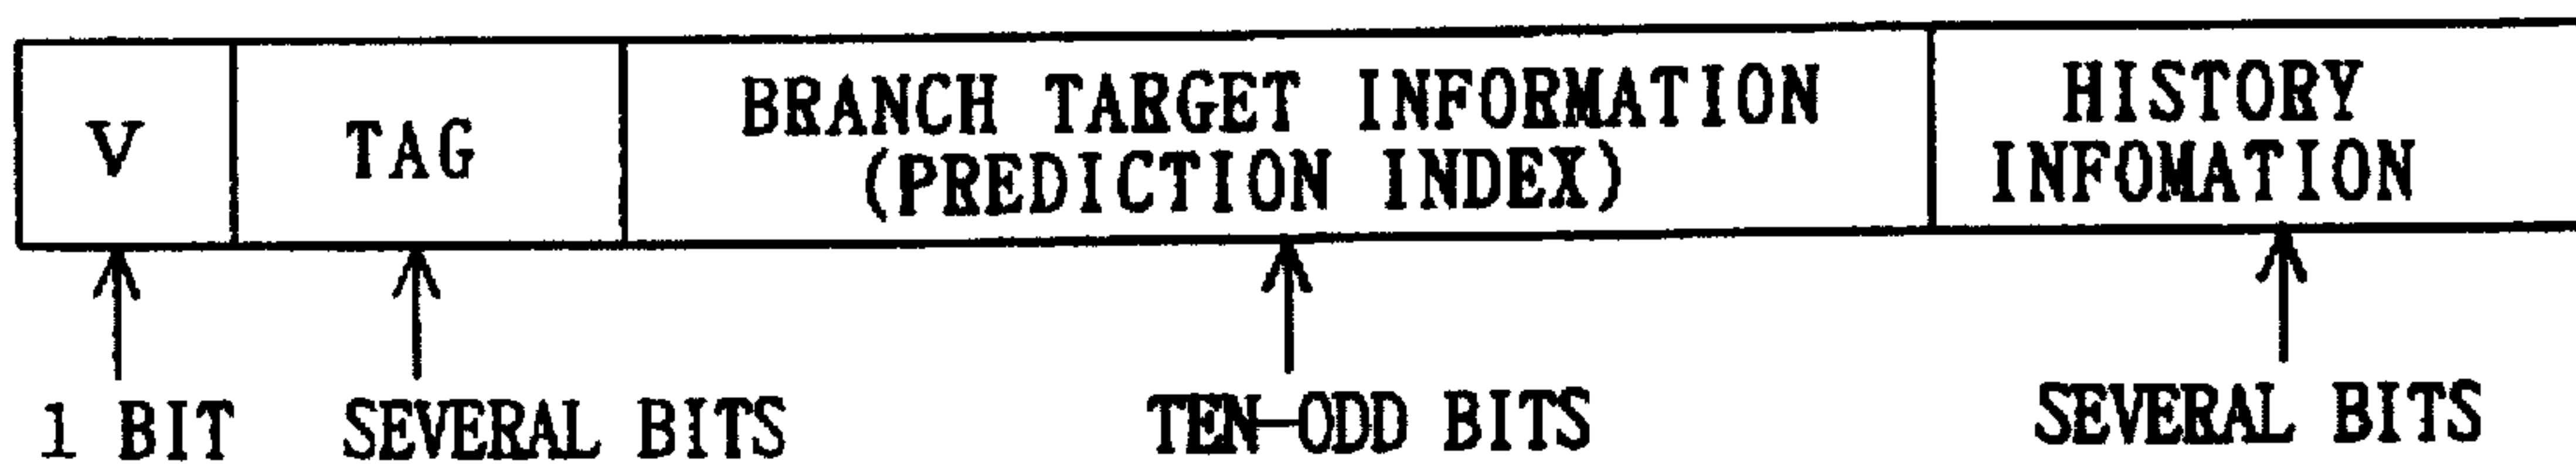 V
TAG
BRANCH TARGET INFORMATION
(PREDICTION INDEX)
HISTORY
INFOMATION
1 BIT
SEVERAL BITS
TEN-ODD BITS
SEVERAL BITS